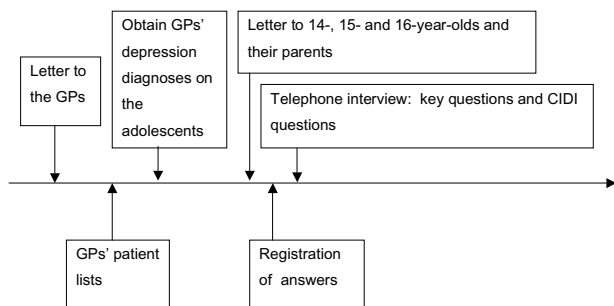 Letter to
the GPs
Obtain GPs'
depression
diagnoses on
the
adolescents
Letter to 14-, 15- and 16-year-olds and
their parents
Telephone interview:  key questions and CIDI
questions
GPs' patient
lists
Registration
of answers